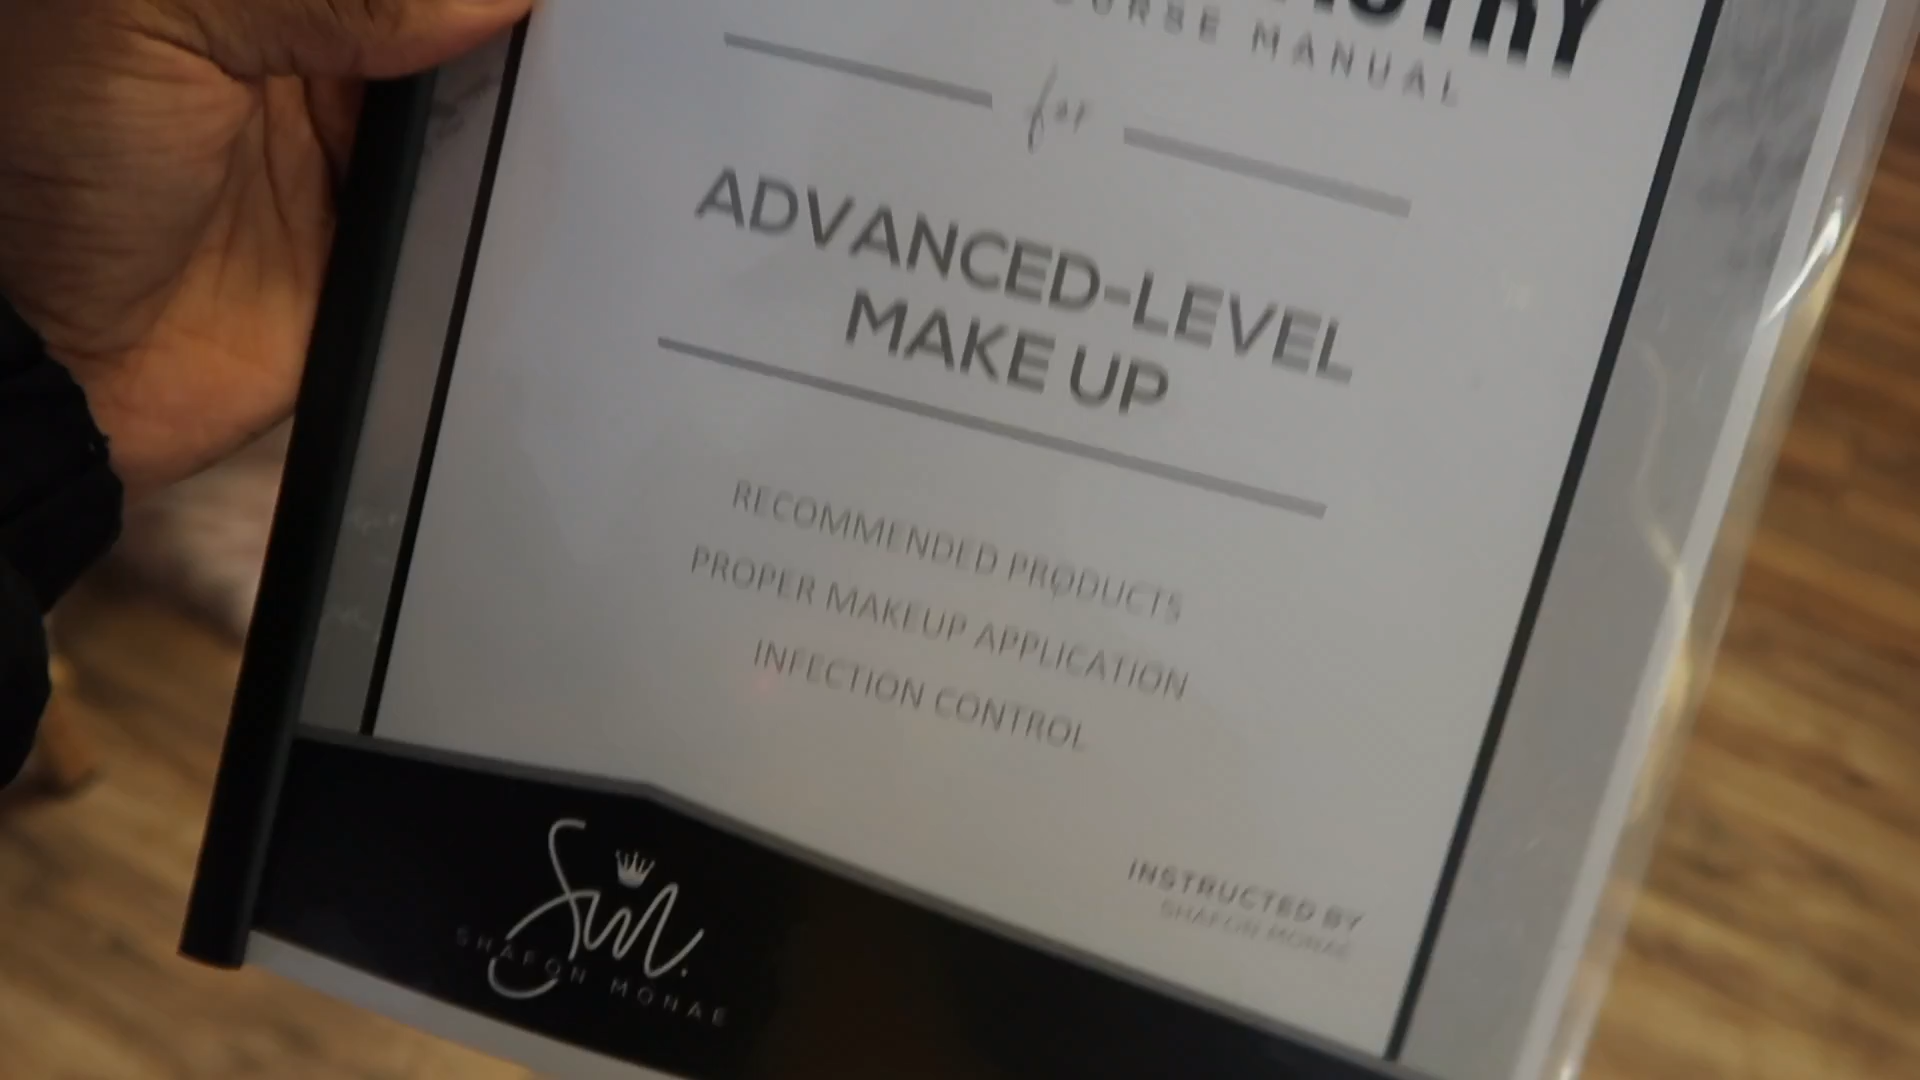 COURSE MANUAL
for
ADVANCED-LEVEL
MAKE UP
RECOMMENDED PRODUCTS
PROPER MAKEUP APPLICATION
INFECTION CONTROL
INSTRUCTED BY
SHAFON MONAE
Sm.
SHAFON MONAE